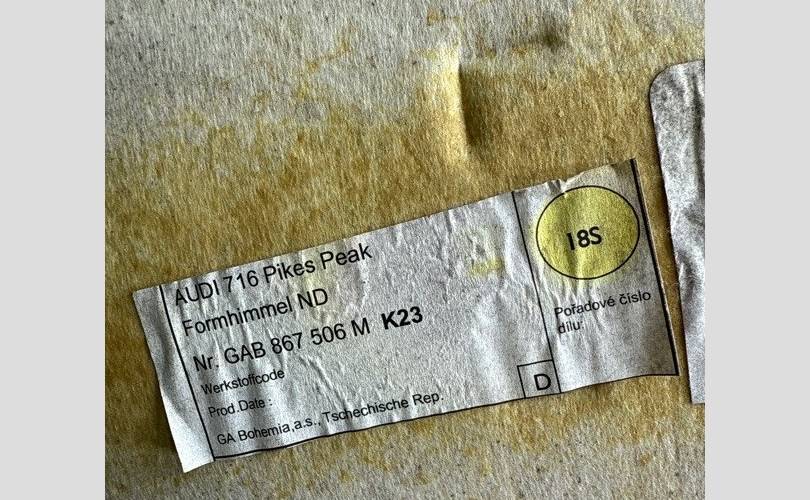 AUDI 716 Pikes Peak
Formhimmel ND
Nr. GAB 867 506 M K23
Werkstoffcode
Prod.Date :
GA Bohemia,a.s., Tschechische Rep.
D
18S
Pořadové číslo
dílu: